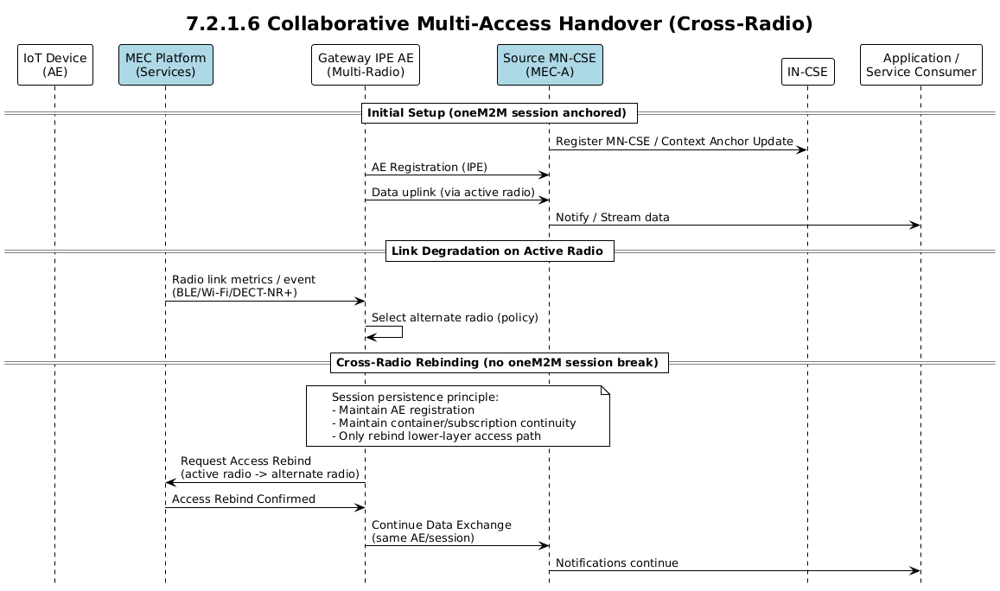 7.2.1.6 Collaborative Multi-Access Handover (Cross-Radio)
IoT Device
(AE)
MEC Platform
(Services)
Gateway IPE AE
(Multi-Radio)
Source MN-CSE
(MEC-A)
IN-CSE
Application /
Service Consumer
Initial Setup (oneM2M session anchored)
Register MN-CSE / Context Anchor Update
AE Registration (IPE)
Data uplink (via active radio)
Notify / Stream data
Link Degradation on Active Radio
Radio link metrics / event
(BLE/Wi-Fi/DECT-NR+)
Select alternate radio (policy)
Cross-Radio Rebinding (no oneM2M session break)
Session persistence principle:
- Maintain AE registration
- Maintain container/subscription continuity
- Only rebind lower-layer access path
Request Access Rebind
(active radio -> alternate radio)
Access Rebind Confirmed
Continue Data Exchange
(same AE/session)
Notifications continue